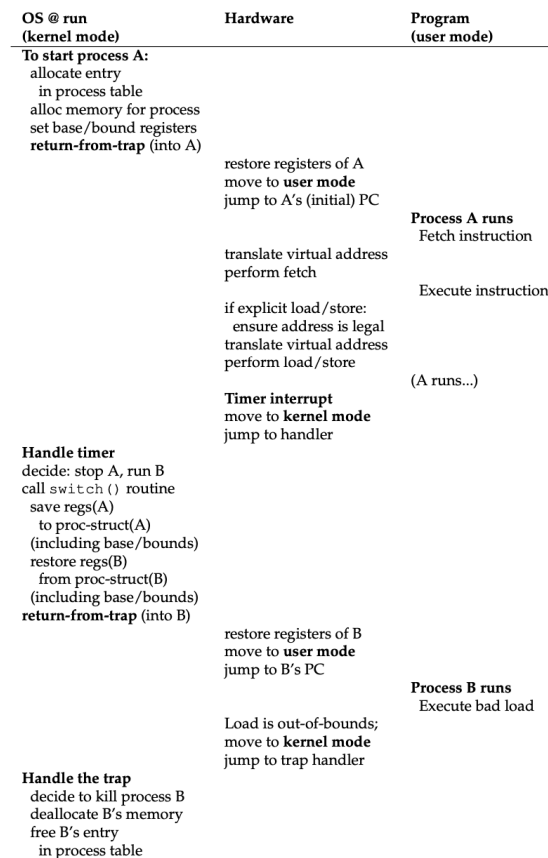 OS @ run Hardware Program
(kernel mode) (user mode)
To start process A:
allocate entry
in process table
alloc memory for process
set base/bound registers
return-from-trap (into A)
restore registers of A
move to user mode
jump to A's (initial) PC
Process A runs
Fetch instruction
translate virtual address
perform fetch
Execute instruction
if explicit load/store:
ensure address is legal
translate virtual address
perform load/store
(A runs...)
Timer interrupt
move to kernel mode
jump to handler
Handle timer
decide: stop A, run B
call switch() routine
save regs(A)
to proc-struct(A)
(including base/bounds)
restore regs(B)
from proc-struct(B)
(including base/bounds)
return-from-trap (into B)
restore registers of B
move to user mode
jump to B's PC
Process B runs
Execute bad load
Load is out-of-bounds;
move to kernel mode
jump to trap handler
Handle the trap
decide to kill process B
deallocate B's memory
free B's entry
in process table